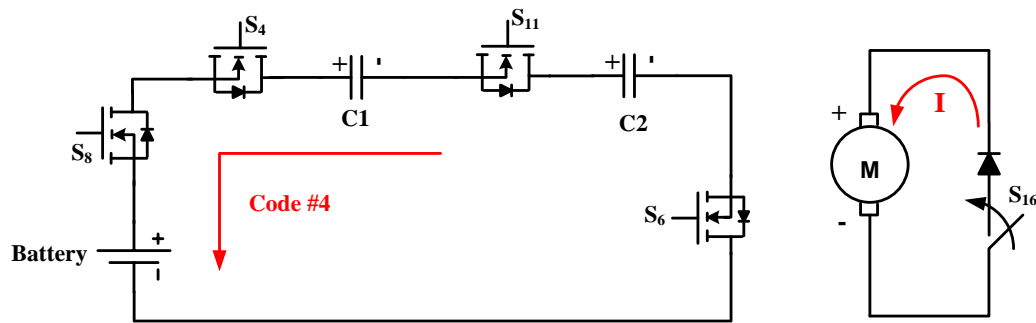 S4
S11
+ '
+ '
C1
C2
S8
Code #4
S6
Battery
+
–
I
+
M
-
S16